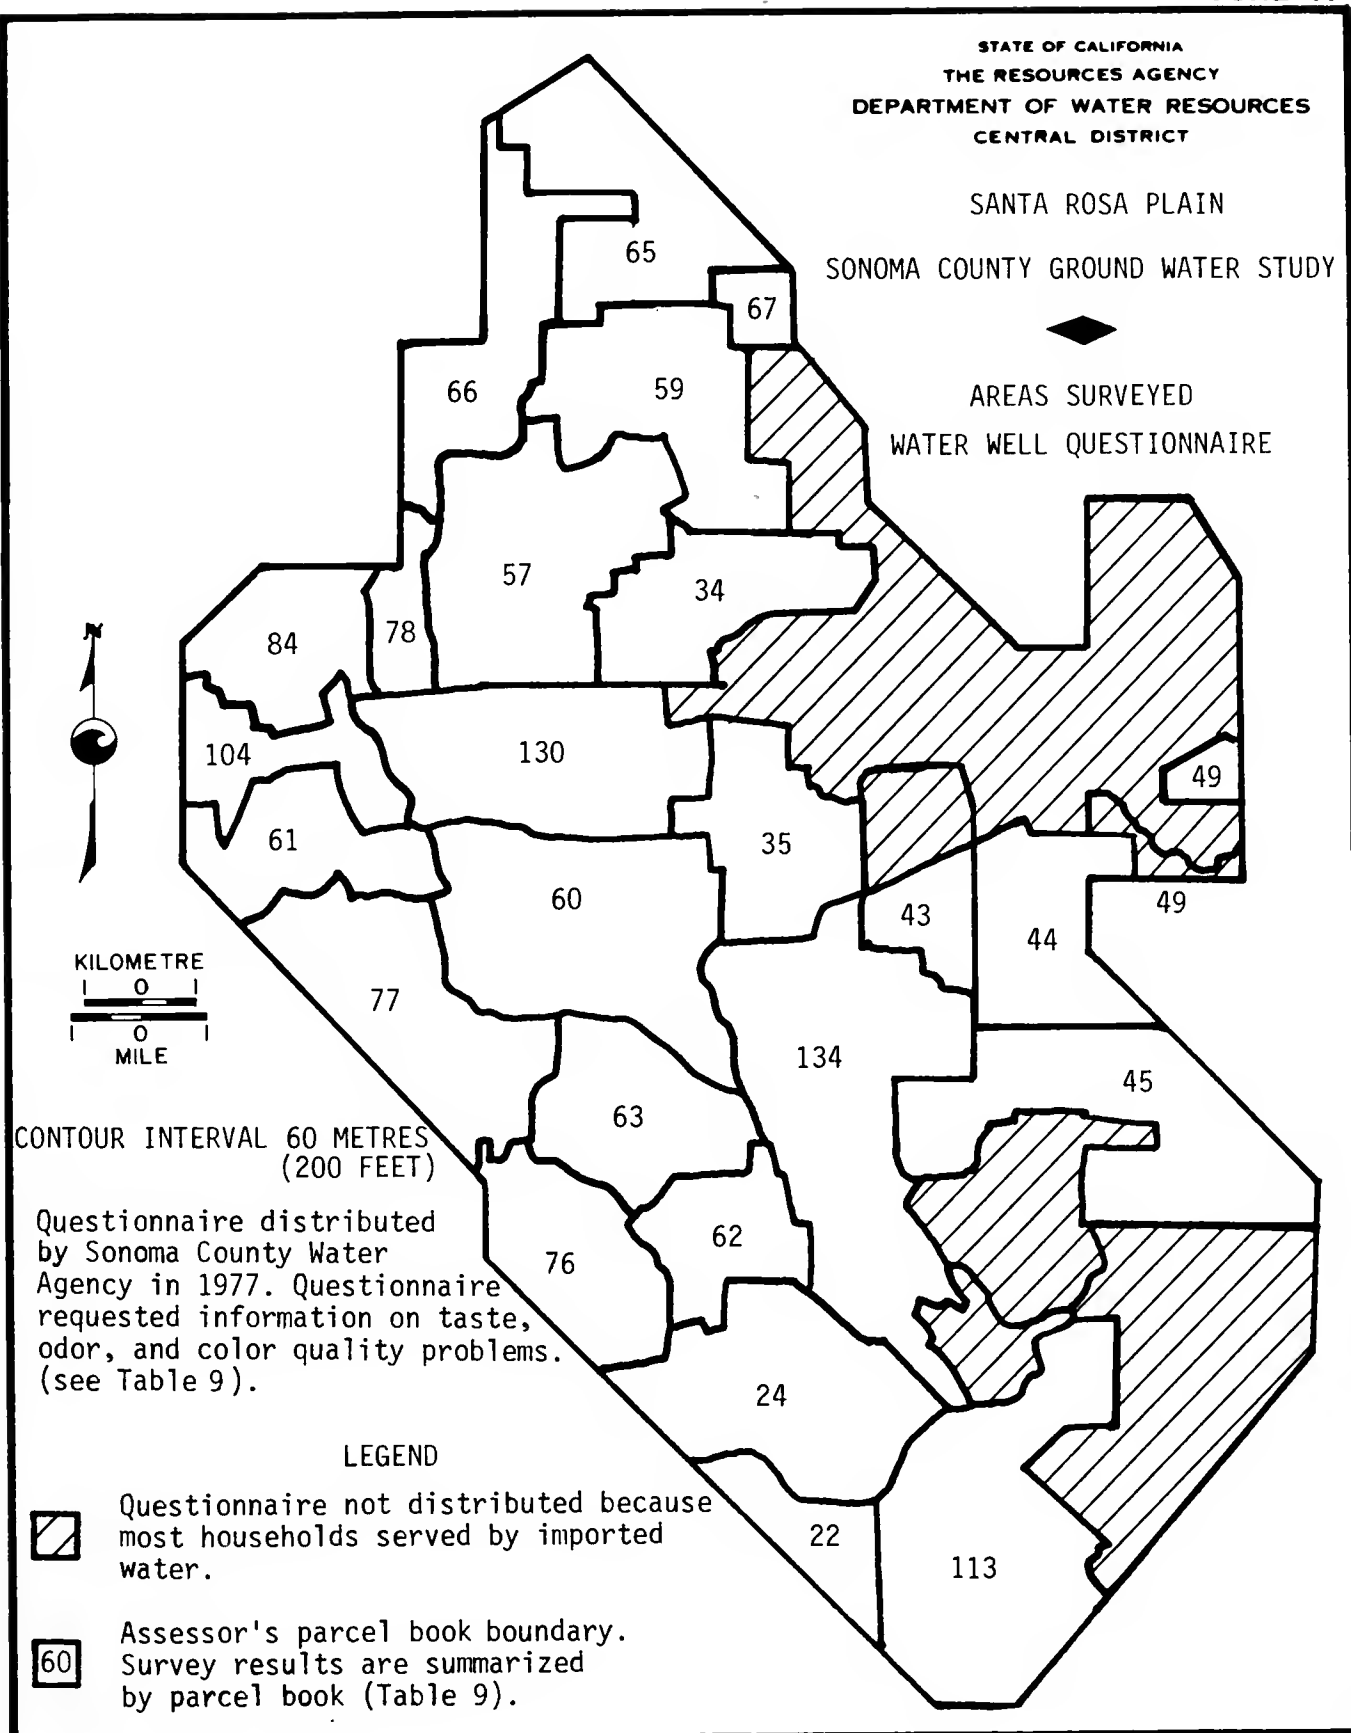 STATE OF CALIFORNIA
THE RESOURCES AGENCY
DEPARTMENT OF WATER RESOURCES
CENTRAL DISTRICT
SANTA ROSA PLAIN
SONOMA COUNTY GROUND WATER STUDY
AREAS SURVEYED
WATER WELL QUESTIONNAIRE
65
67
66
59
57
34
78
84
N
104
130
49
61
35
60
43
49
44
KILOMETRE
1 0 1
1 0 1
MILE
77
134
45
63
CONTOUR INTERVAL 60 METRES
(200 FEET)
62
76
Questionnaire distributed
by Sonoma County Water
Agency in 1977. Questionnaire
requested information on taste,
odor, and color quality problems.
(see Table 9).
24
22
113
LEGEND
Questionnaire not distributed because
most households served by imported
water.
60
Assessor's parcel book boundary.
Survey results are summarized
by parcel book (Table 9).